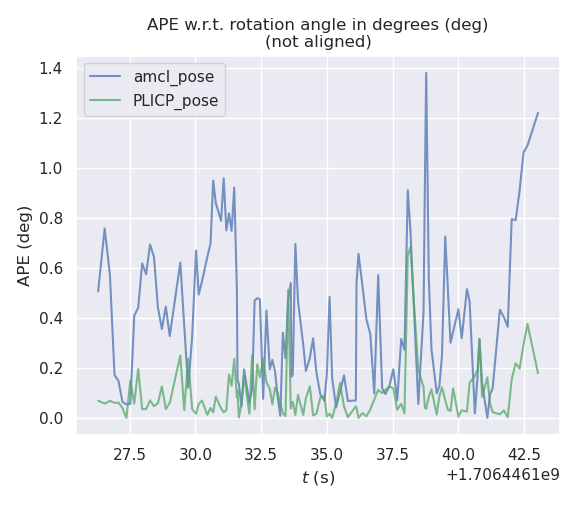 APE w.r.t. rotation angle in degrees (deg)
(not aligned)
amcl_pose
PLICP_pose
APE (deg)
1.4
1.2
1.0
0.8
0.6
0.4
0.2
0.0
27.5 30.0 32.5 35.0 37.5 40.0 42.5
t (s)
+1.7064461e9